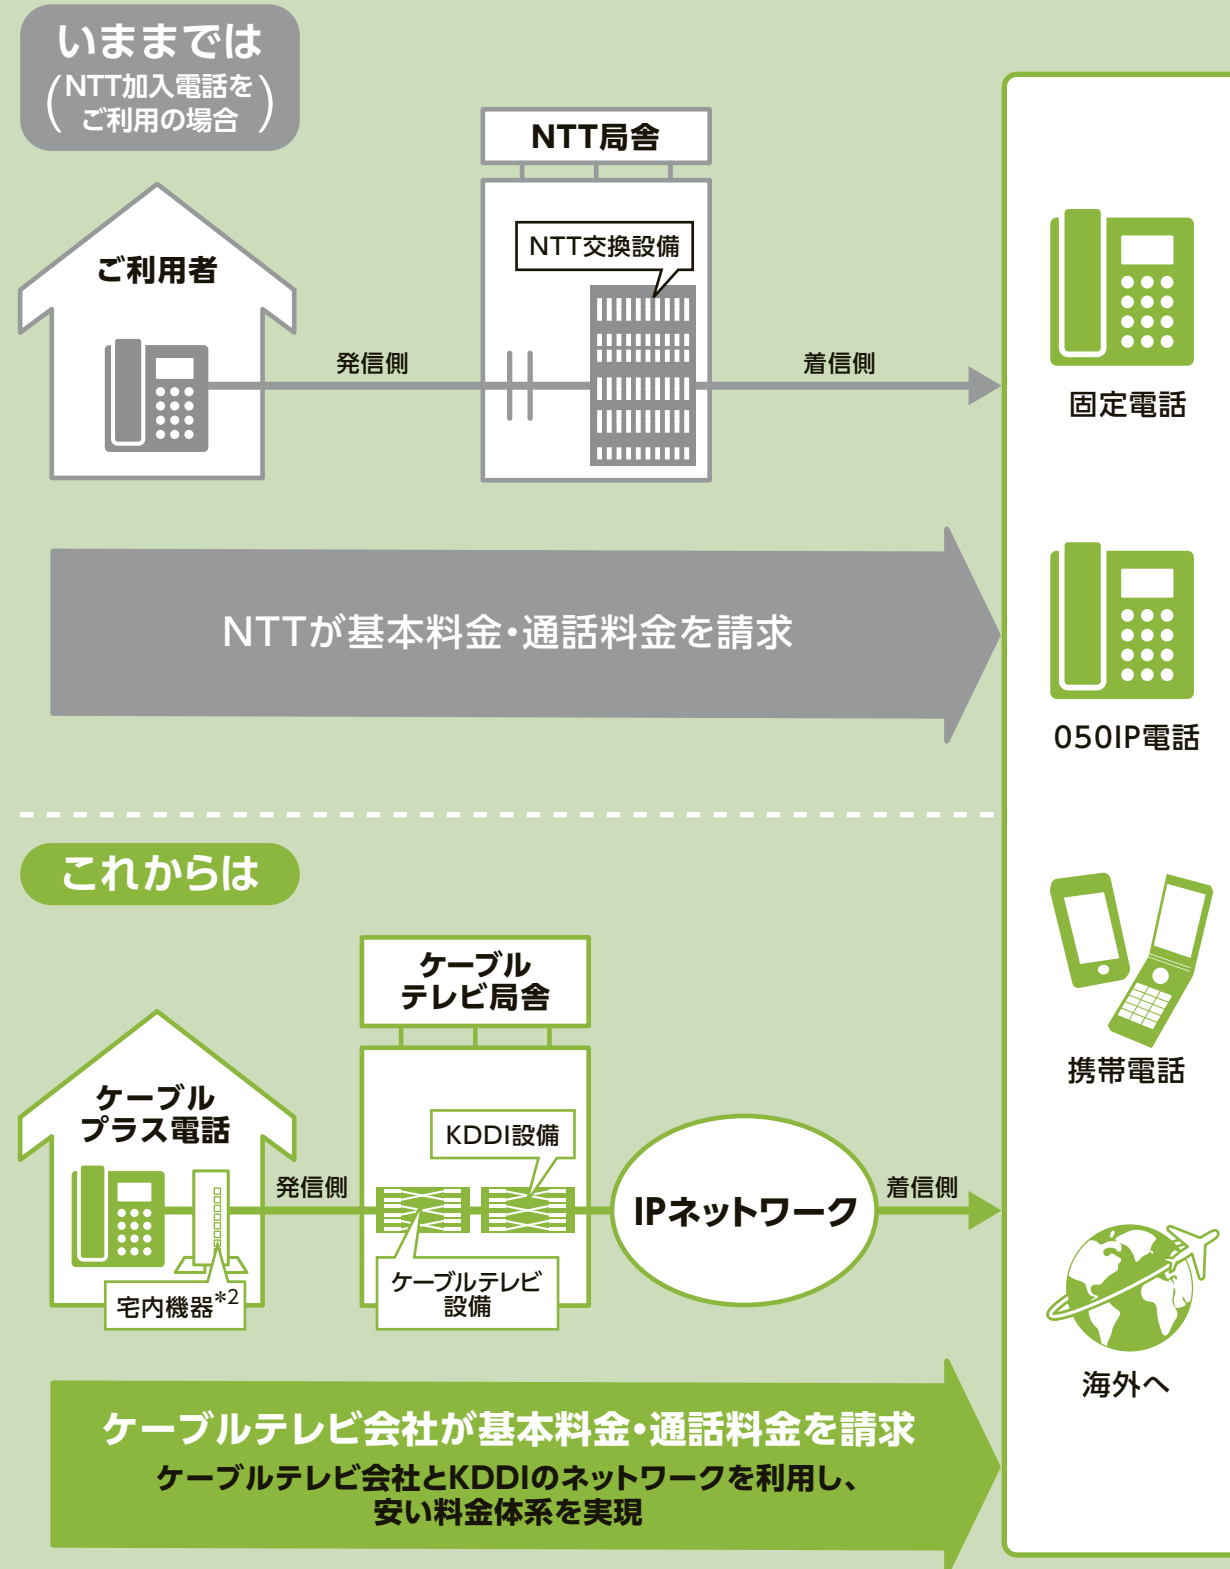 いままでは
(NTT加入電話を
ご利用の場合)
NTT局舎
NTT交換設備
ご利用者
発信側
着信側
固定電話
NTTが基本料金・通話料金を請求
050IP電話
これからは
ケーブル
テレビ局舎
ケーブル
プラス電話
KDDI設備
発信側
IPネットワーク
着信側
宅内機器*2
ケーブルテレビ
設備
携帯電話
海外へ
ケーブルテレビ会社が基本料金・通話料金を請求
ケーブルテレビ会社とKDDIのネットワークを利用し、
安い料金体系を実現